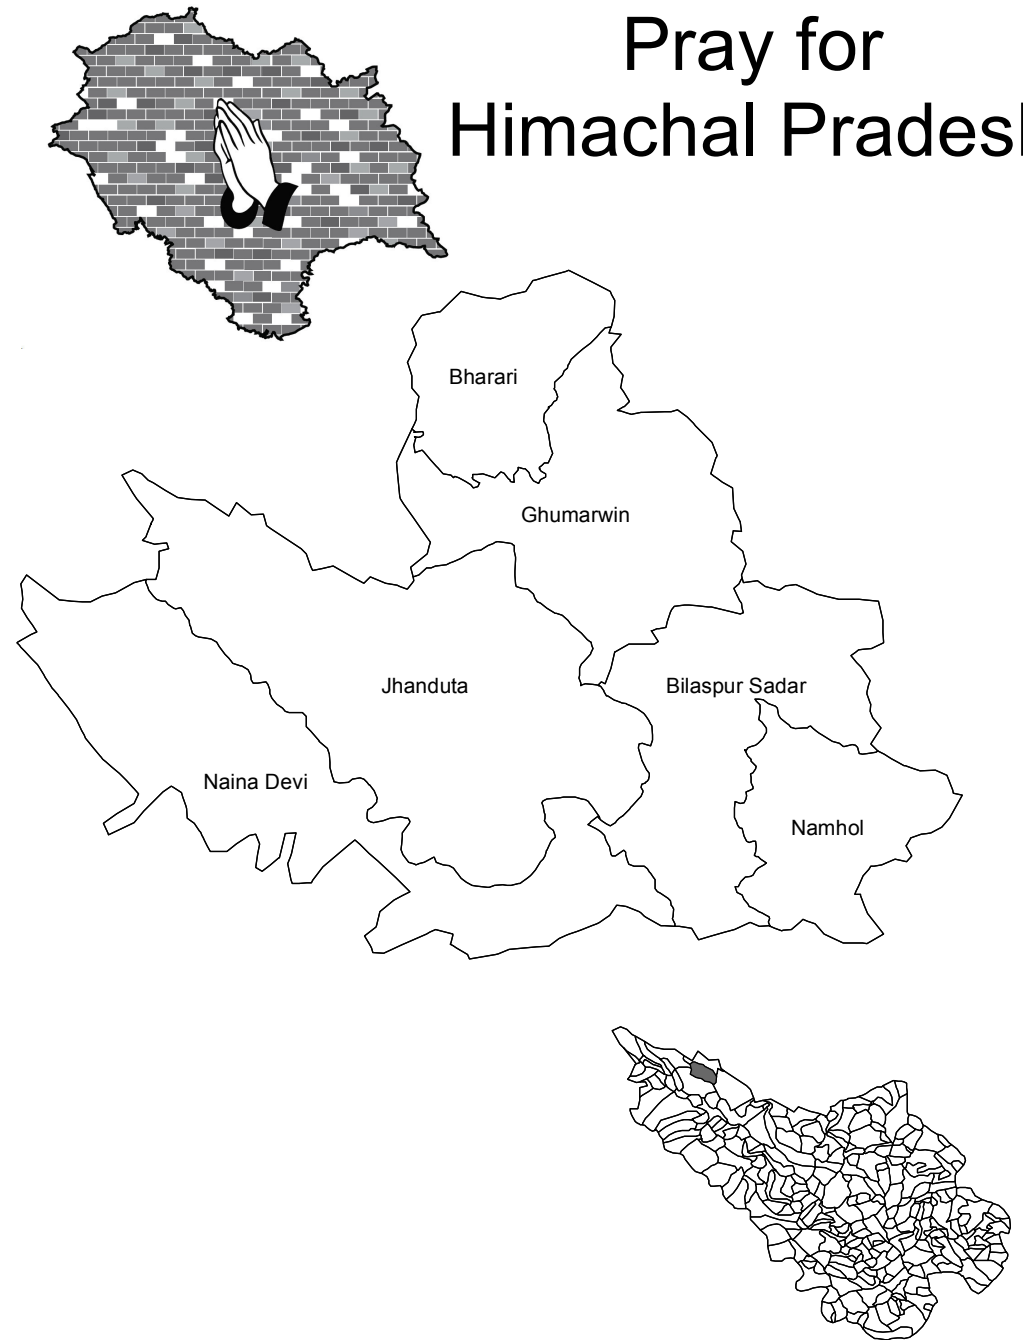 Pray for
Himachal Pradesh
Bharari
Ghumarwin
Jhanduta
Bilaspur Sadar
Naina Devi
Namhol